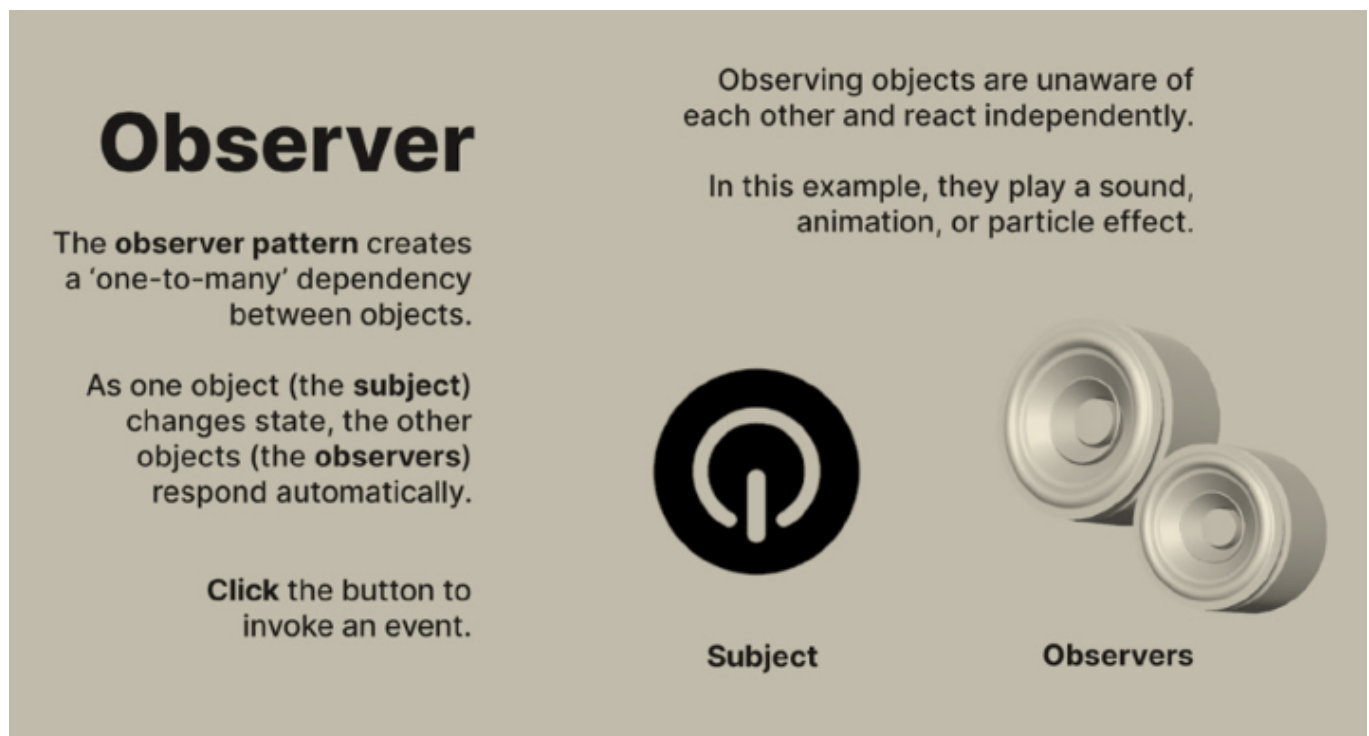 Observer
The observer pattern creates
a ‘one-to-many’ dependency
between objects.
As one object (the subject)
changes state, the other
objects (the observers)
respond automatically.
Click the button to
invoke an event.
Observing objects are unaware of
each other and react independently.
In this example, they play a sound,
animation, or particle effect.
Subject
Observers